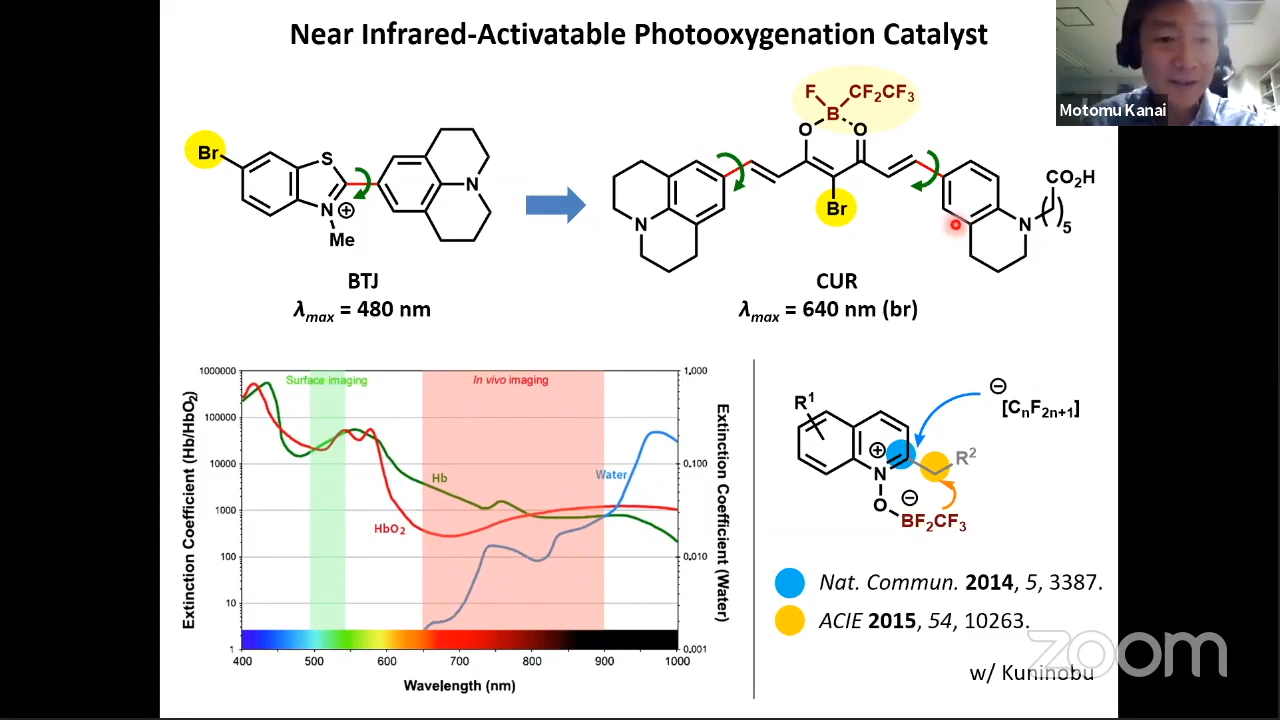 Near Infrared-Activatable Photooxygenation Catalyst
Motomu Kanai
F
CF₂CF₃
B
O
O
Br
S
N
⊕
Me
N
N
Br
N
CO₂H
5
BTJ
λmax = 480 nm
CUR
λmax = 640 nm (br)
Extinction Coefficient (Hb/HbO₂)
1000000
100000
10000
1000
100
10
1
Surface imaging
In vivo imaging
Hb
HbO₂
Water
1,000
0,100
0,010
0,001
Extinction Coefficient (Water)
400
500
600
700
800
900
1000
Wavelength (nm)
R¹
⊖
[CₙF₂ₙ₊₁]
⊕
N
R²
O
⊖
BF₂CF₃
Nat. Commun. 2014, 5, 3387.
ACIE 2015, 54, 10263.
w/ Kuninobu
zoom